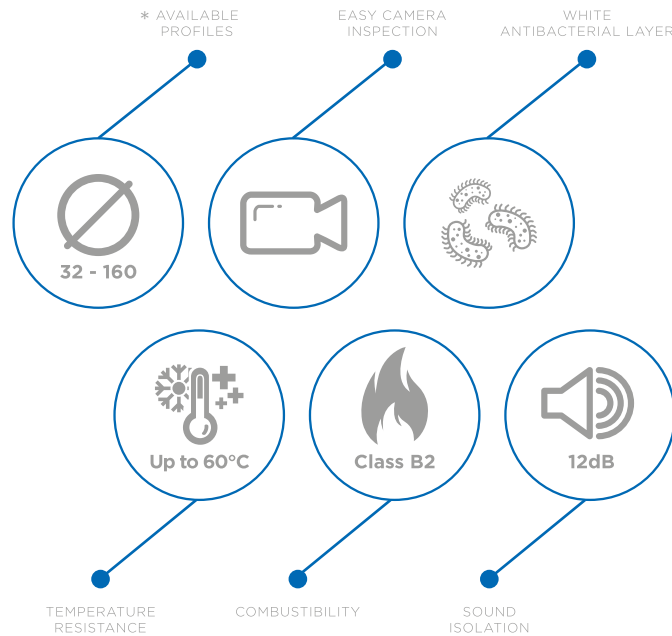 * AVAILABLE
PROFILES
EASY CAMERA
INSPECTION
WHITE
ANTIBACTERIAL LAYER
32 - 160
Up to 60°C
Class B2
12dB
TEMPERATURE
RESISTANCE
COMBUSTIBILITY
SOUND
ISOLATION